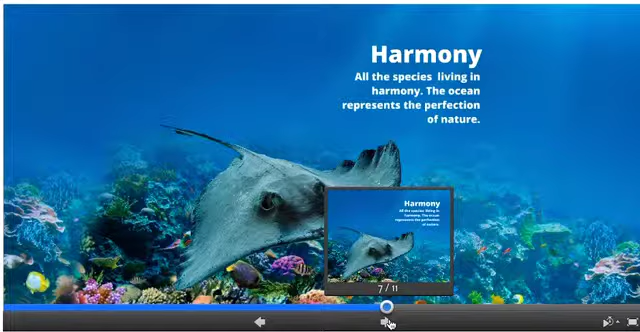 Harmony
All the species living in
harmony. The ocean
represents the perfection
of nature.
Harmony
All the species living in
harmony. The ocean
represents the perfection
of nature.
7 / 11